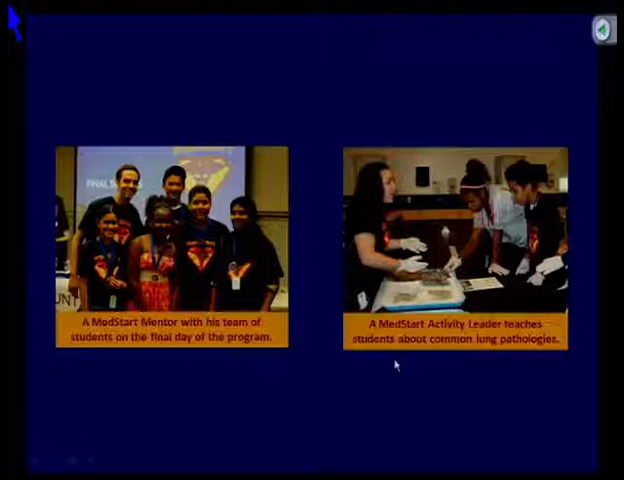 FINAL
A MedStart Mentor with his team of
students on the final day of the program.
A MedStart Activity Leader teaches
students about common lung pathologies.